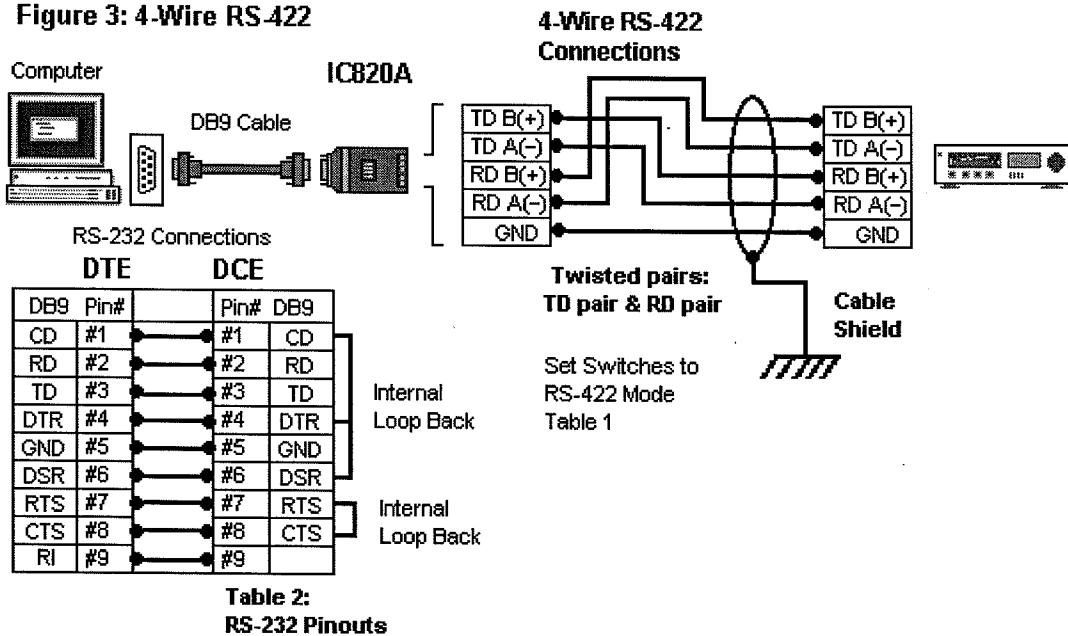 Figure 3: 4-Wire RS-422
4-Wire RS-422
Connections
Computer
IC820A
DB9 Cable
TD B(+)
TD A(-)
RD B(+)
RD A(-)
GND
TD B(+)
TD A(-)
RD B(+)
RD A(-)
GND
RS-232 Connections
DTE DCE
DB9 Pin# Pin# DB9
CD #1 #1 CD
RD #2 #2 RD
TD #3 #3 TD
DTR #4 #4 DTR
GND #5 #5 GND
DSR #6 #6 DSR
RTS #7 #7 RTS
CTS #8 #8 CTS
RI #9 #9
Internal
Loop Back
Internal
Loop Back
Twisted pairs:
TD pair & RD pair
Cable
Shield
Set Switches to
RS-422 Mode
Table 1
Table 2:
RS-232 Pinouts